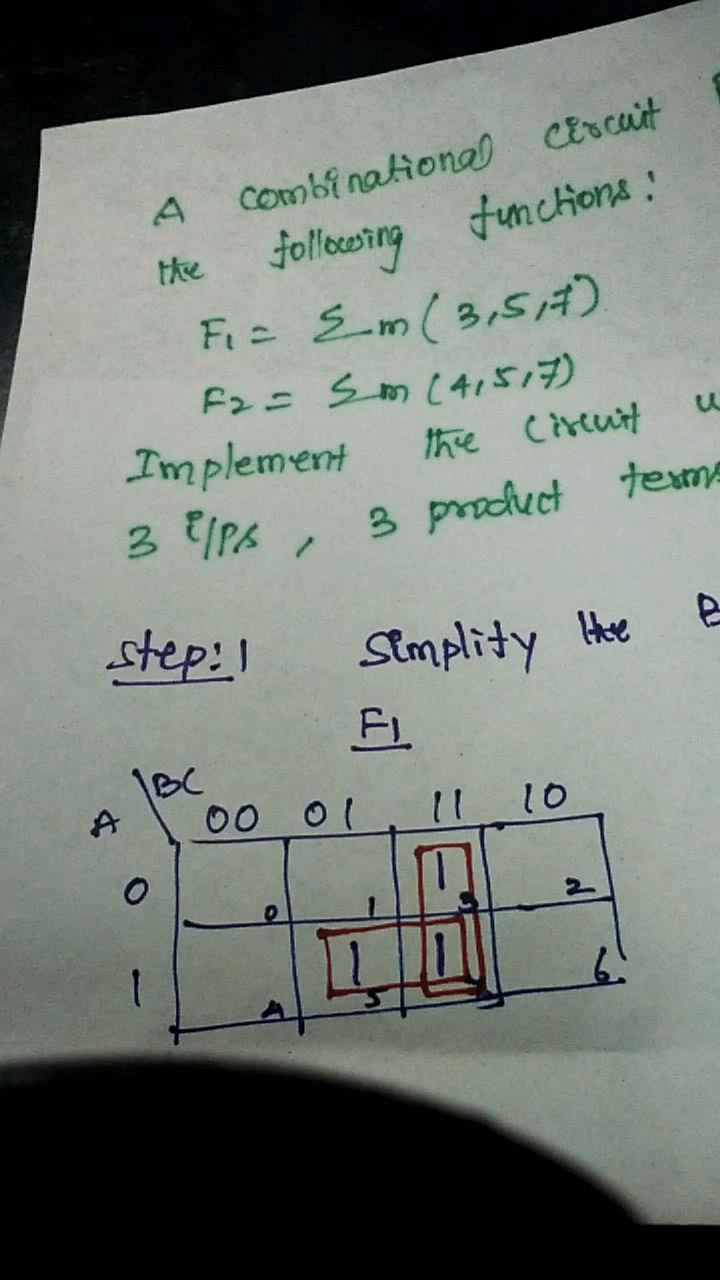 A combinational circuit
the following functions:
F1 = Σm(3,5,7)
F2 = Σm(4,5,7)
Implement the circuit u
3 i/ps, 3 product terms
Step:1 Simplity the B
F1
A \ BC 00 01 11 10
0 1 
0 1 3 2
1 1 1
4 5 7 6